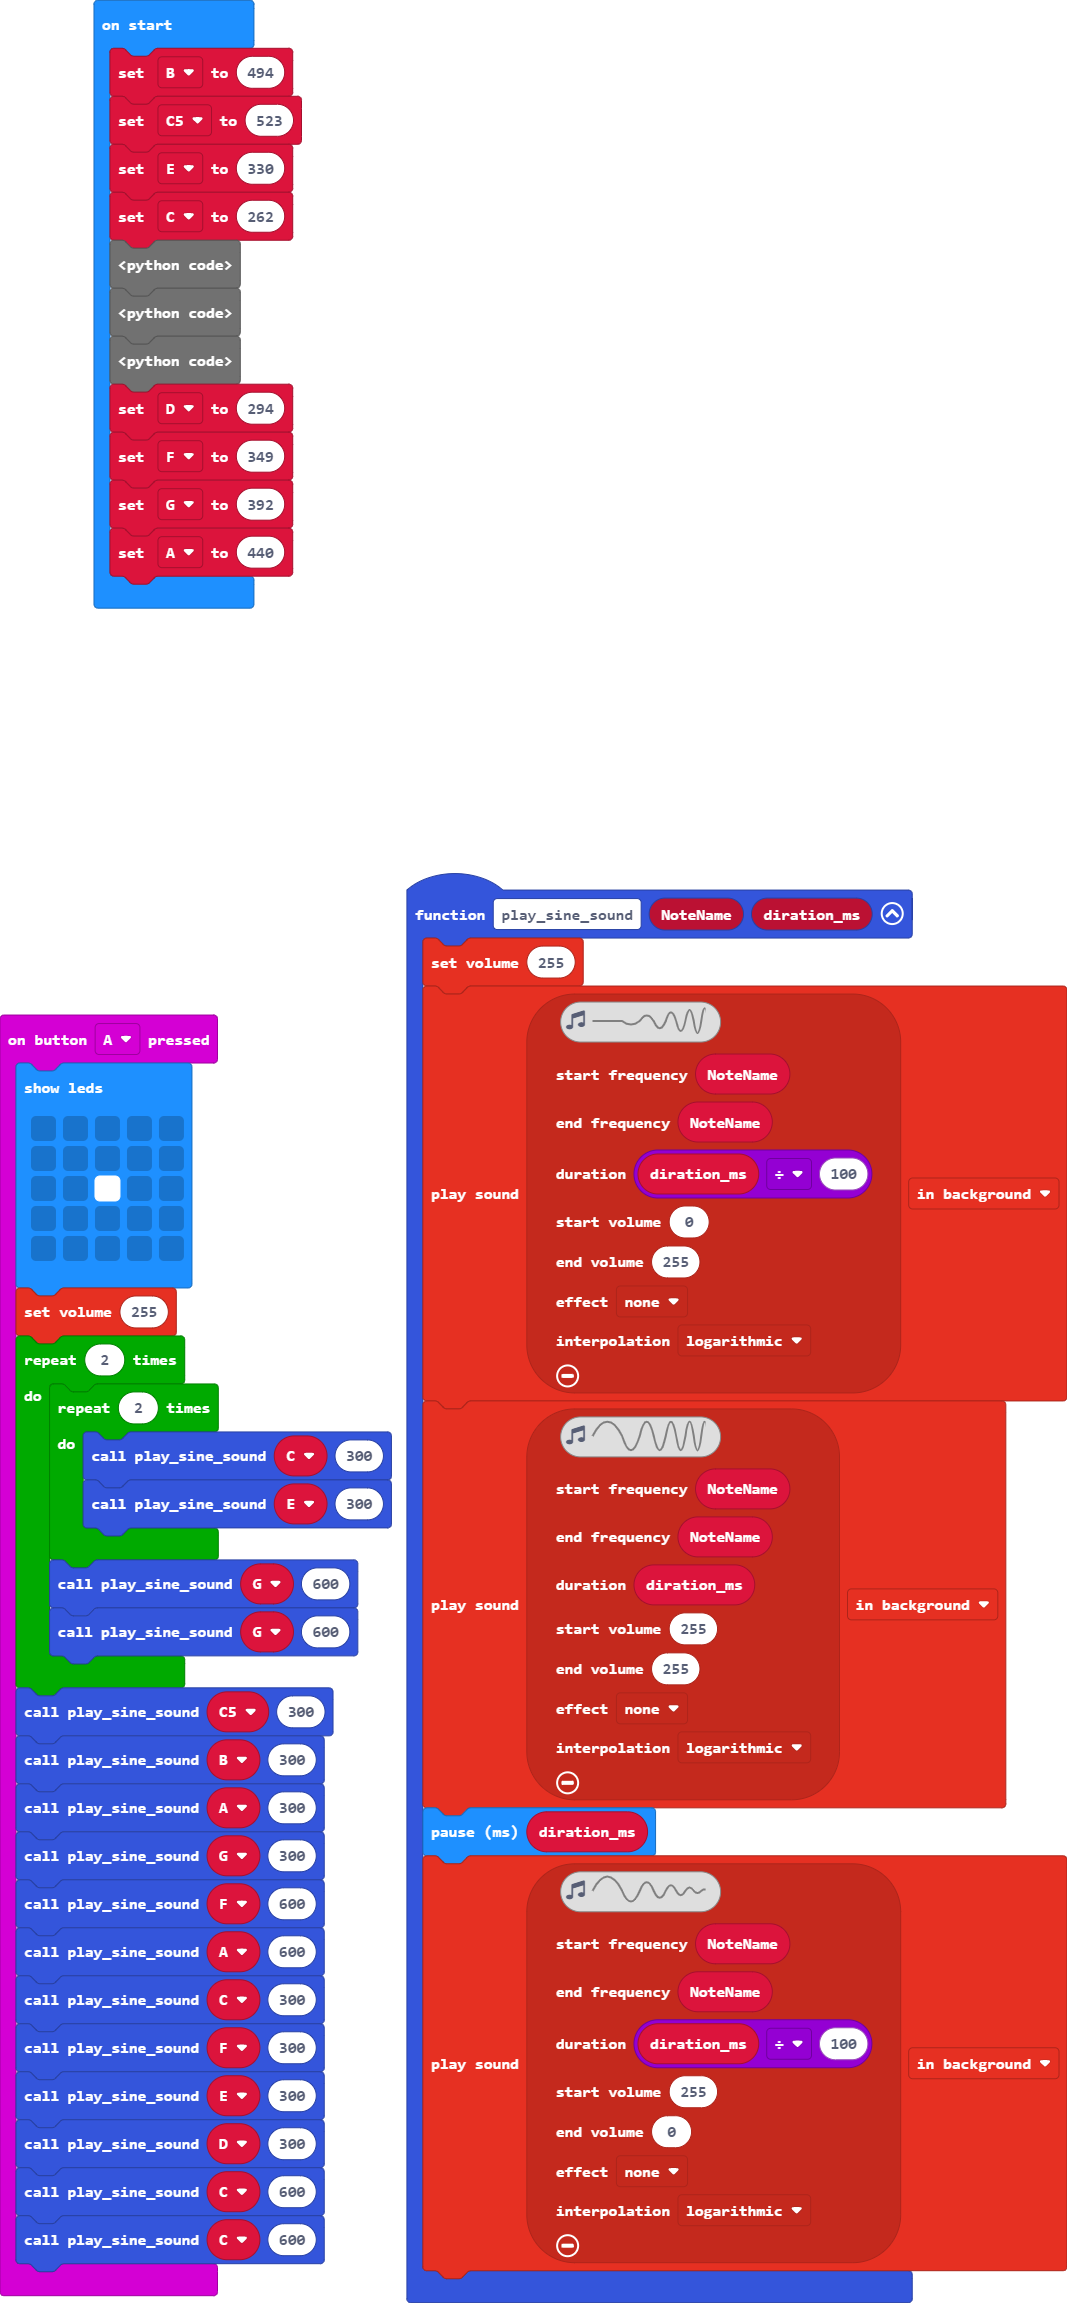 on start
set B to 494
set C5 to 523
set E to 330
set C to 262
<python code>
<python code>
<python code>
set D to 294
set F to 349
set G to 392
set A to 440
on button A pressed
show leds
set volume 255
repeat 2 times
do
repeat 2 times
do
call play_sine_sound C 300
call play_sine_sound E 300
call play_sine_sound G 600
call play_sine_sound G 600
call play_sine_sound C5 300
call play_sine_sound B 300
call play_sine_sound A 300
call play_sine_sound G 300
call play_sine_sound F 600
call play_sine_sound A 600
call play_sine_sound C 300
call play_sine_sound F 300
call play_sine_sound E 300
call play_sine_sound D 300
call play_sine_sound C 600
call play_sine_sound C 600
function play_sine_sound NoteName diration_ms
set volume 255
start frequency NoteName
end frequency NoteName
duration diration_ms ÷ 100
play sound in background
start volume 0
end volume 255
effect none
interpolation logarithmic
start frequency NoteName
end frequency NoteName
duration diration_ms
play sound in background
start volume 255
end volume 255
effect none
interpolation logarithmic
pause (ms) diration_ms
start frequency NoteName
end frequency NoteName
duration diration_ms ÷ 100
play sound in background
start volume 255
end volume 0
effect none
interpolation logarithmic